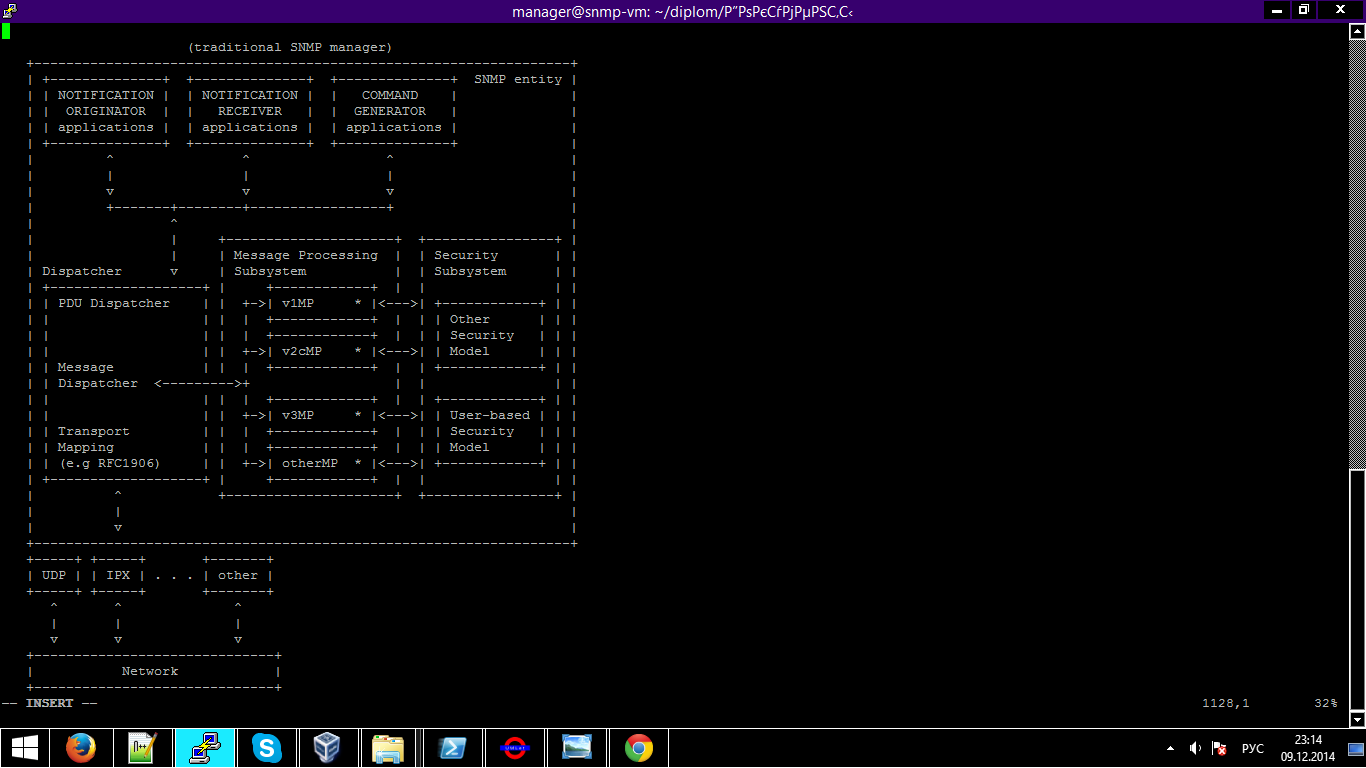 manager@snmp-vm: ~/diplom/Р”РѕРєСѓРјРµРЅС‚С‹
(traditional SNMP manager)
SNMP entity
NOTIFICATION NOTIFICATION COMMAND
ORIGINATOR RECEIVER GENERATOR
applications applications applications
Message Processing Security
Dispatcher Subsystem Subsystem
PDU Dispatcher v1MP *
Other
Security
v2cMP * Model
Message
Dispatcher
v3MP * User-based
Transport Security
Mapping Model
(e.g RFC1906) otherMP *
UDP IPX . . . other
Network
-- INSERT -- 1128,1 32%
РУС 23:14
09.12.2014